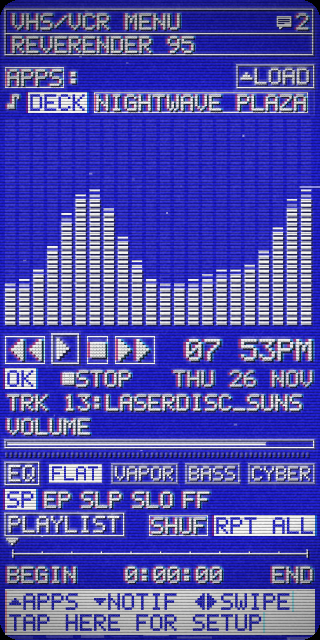 VHS/VCR MENU 2
REVERENDER 95
APPS: LOAD
DECK NIGHTWAVE PLAZA
07 53PM
OK STOP THU 26 NOV
TRK 13:LASERDISC_SUNS
VOLUME
EQ FLAT VAPOR BASS CYBER
SP EP SLP SLO FF
PLAYLIST SHUF RPT ALL
BEGIN 0:00:00 END
APPS NOTIF SWIPE
TAP HERE FOR SETUP